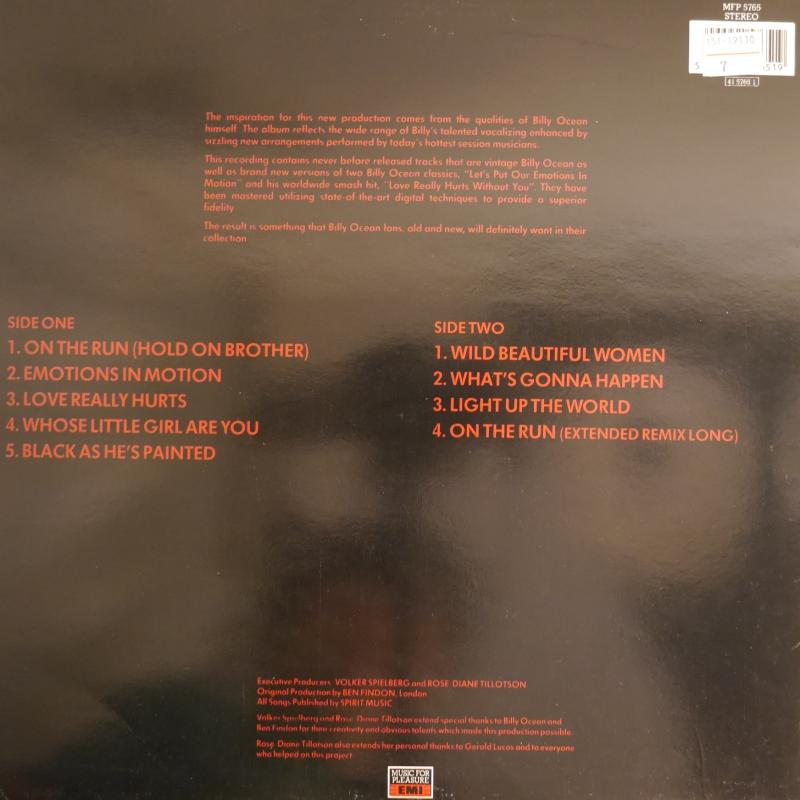 MFP 5765
STEREO
151-19130
5 7 519
41 5765 1
The inspiration for this new production comes from the qualities of Billy Ocean
himself. The album reflects the wide range of Billy's talented vocalizing enhanced by
sizzling new arrangements performed by today's hottest session musicians.
This recording contains never before released tracks that are vintage Billy Ocean as
well as brand new versions of two Billy Ocean classics, "Let's Put Our Emotions In
Motion" and his worldwide smash hit, "Love Really Hurts Without You". They have
been mastered utilizing state-of-the-art digital techniques to provide a superior
fidelity
The result is something that Billy Ocean fans, old and new, will definitely want in their
collection
SIDE ONE
1. ON THE RUN (HOLD ON BROTHER)
2. EMOTIONS IN MOTION
3. LOVE REALLY HURTS
4. WHOSE LITTLE GIRL ARE YOU
5. BLACK AS HE'S PAINTED
SIDE TWO
1. WILD BEAUTIFUL WOMEN
2. WHAT'S GONNA HAPPEN
3. LIGHT UP THE WORLD
4. ON THE RUN (EXTENDED REMIX LONG)
Executive Producers: VOLKER SPIELBERG and ROSE DIANE TILLOTSON
Original Production by BEN FINDON, London
All Songs Published by SPIRIT MUSIC
Volker Spielberg and Rose Diane Tillotson extend special thanks to Billy Ocean and
Ben Findon for their creativity and obvious talents which made this production possible.
Rose Diane Tillotson also extends her personal thanks to Gerald Lucas and to everyone
who helped on this project
MUSIC FOR
PLEASURE
EMI